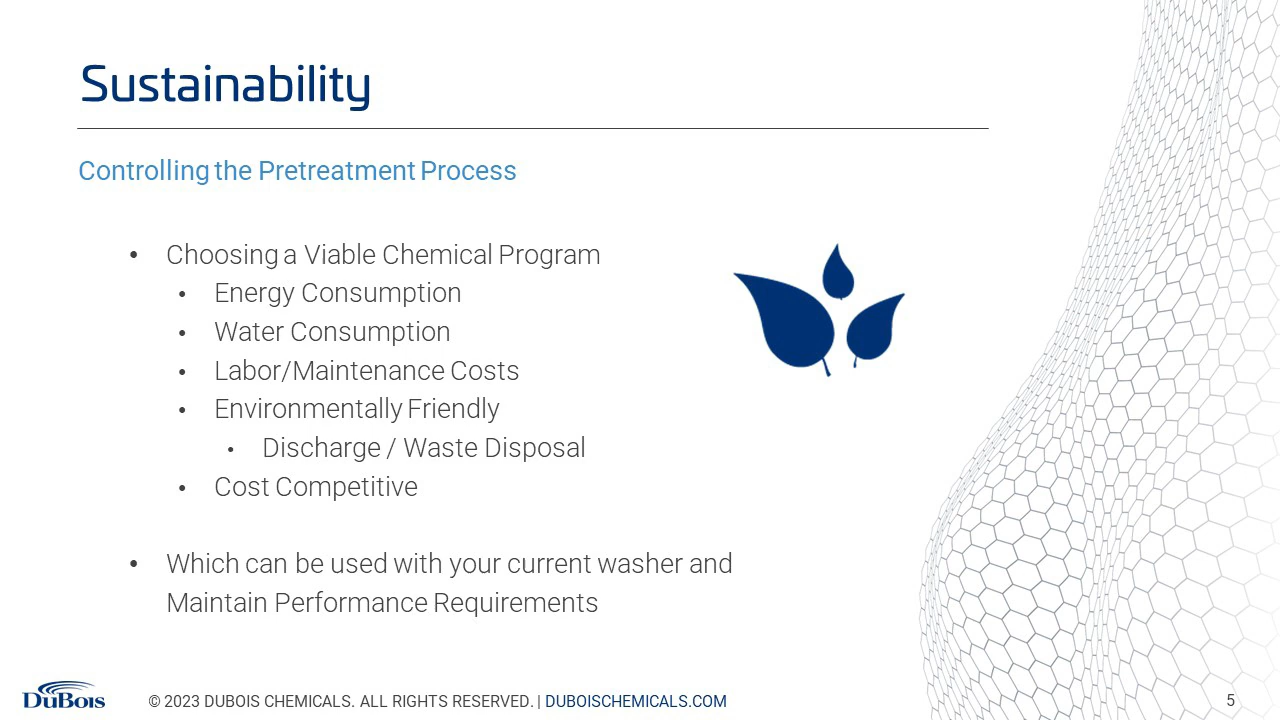 Sustainability
Controlling the Pretreatment Process
• Choosing a Viable Chemical Program
• Energy Consumption
• Water Consumption
• Labor/Maintenance Costs
• Environmentally Friendly
• Discharge / Waste Disposal
• Cost Competitive
• Which can be used with your current washer and
Maintain Performance Requirements
DuBois
© 2023 DUBOIS CHEMICALS. ALL RIGHTS RESERVED. | DUBOISCHEMICALS.COM
5